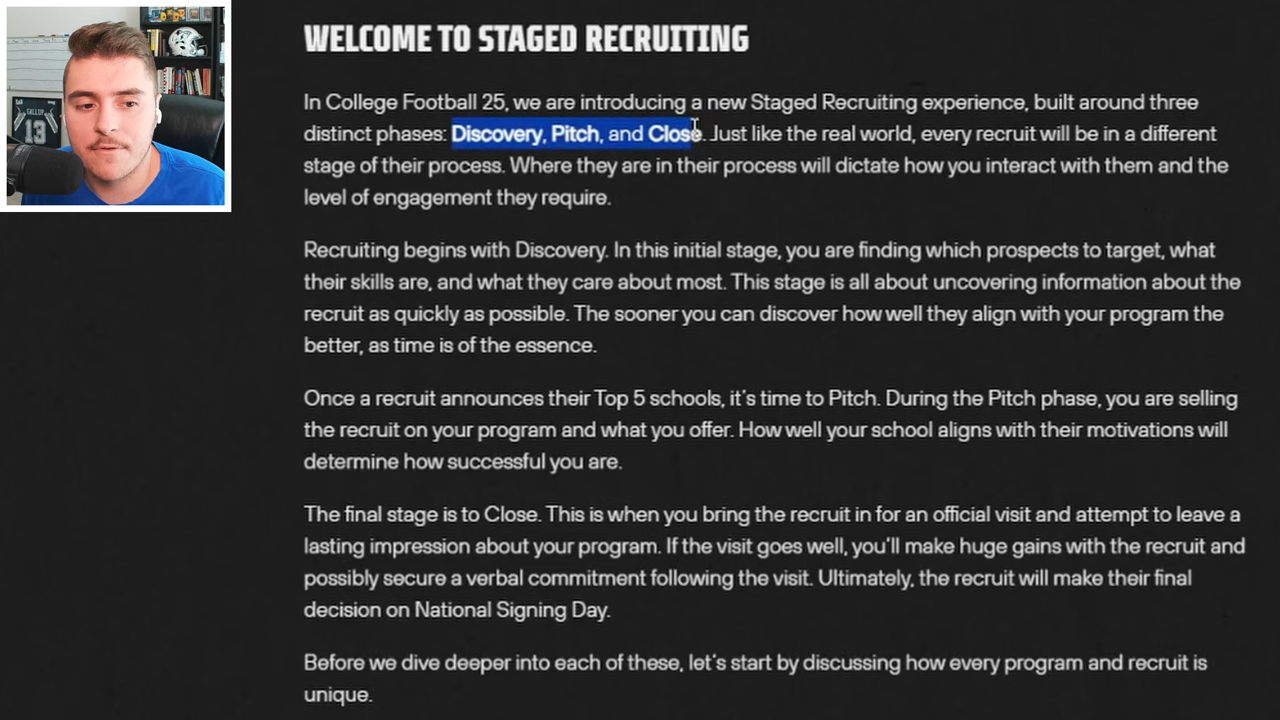 WELCOME TO STAGED RECRUITING
In College Football 25, we are introducing a new Staged Recruiting experience, built around three
distinct phases: Discovery, Pitch, and Close. Just like the real world, every recruit will be in a different
stage of their process. Where they are in their process will dictate how you interact with them and the
level of engagement they require.
Recruiting begins with Discovery. In this initial stage, you are finding which prospects to target, what
their skills are, and what they care about most. This stage is all about uncovering information about the
recruit as quickly as possible. The sooner you can discover how well they align with your program the
better, as time is of the essence.
Once a recruit announces their Top 5 schools, it's time to Pitch. During the Pitch phase, you are selling
the recruit on your program and what you offer. How well your school aligns with their motivations will
determine how successful you are.
The final stage is to Close. This is when you bring the recruit in for an official visit and attempt to leave a
lasting impression about your program. If the visit goes well, you'll make huge gains with the recruit and
possibly secure a verbal commitment following the visit. Ultimately, the recruit will make their final
decision on National Signing Day.
Before we dive deeper into each of these, let's start by discussing how every program and recruit is
unique.
GALLUP
13